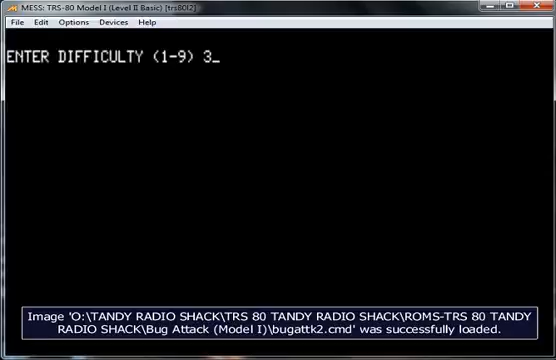 MESS: TRS-80 Model I (Level II Basic) [trs80l2]
File Edit Options Devices Help
ENTER DIFFICULTY (1-9) 3_
Image 'O:\TANDY RADIO SHACK\TRS 80 TANDY RADIO SHACK\ROMS-TRS 80 TANDY
RADIO SHACK\Bug Attack (Model I)\bugattk2.cmd' was successfully loaded.